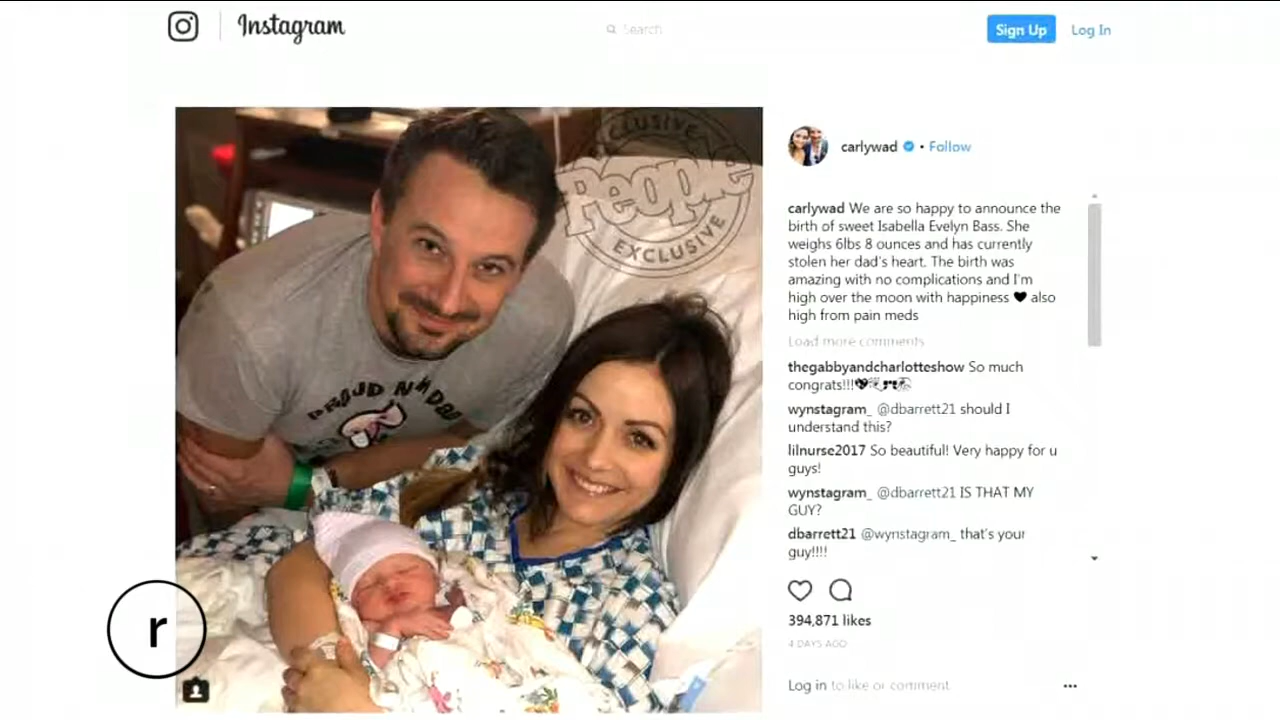 Instagram
Search
Sign Up
Log In
CLUSIVE
People
EXCLUSIVE
PROUD NEW DAD
carlywad • Follow
carlywad We are so happy to announce the
birth of sweet Isabella Evelyn Bass. She
weighs 6lbs 8 ounces and has currently
stolen her dad's heart. The birth was
amazing with no complications and I'm
high over the moon with happiness ♥ also
high from pain meds
Load more comments
thegabbyandcharlotteshow So much
congrats!!!
wynstagram_ @dbarrett21 should I
understand this?
lilnurse2017 So beautiful! Very happy for u
guys!
wynstagram_ @dbarrett21 IS THAT MY
GUY?
dbarrett21 @wynstagram_ that's your
guy!!!!
394,871 likes
4 DAYS AGO
Log in to like or comment
r